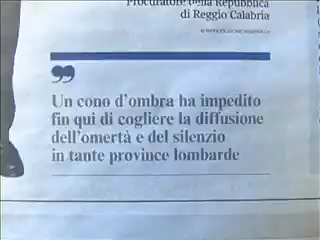 Procuratore della Repubblica
di Reggio Calabria
Un cono d'ombra ha impedito
fin qui di cogliere la diffusione
dell'omertà e del silenzio
in tante province lombarde